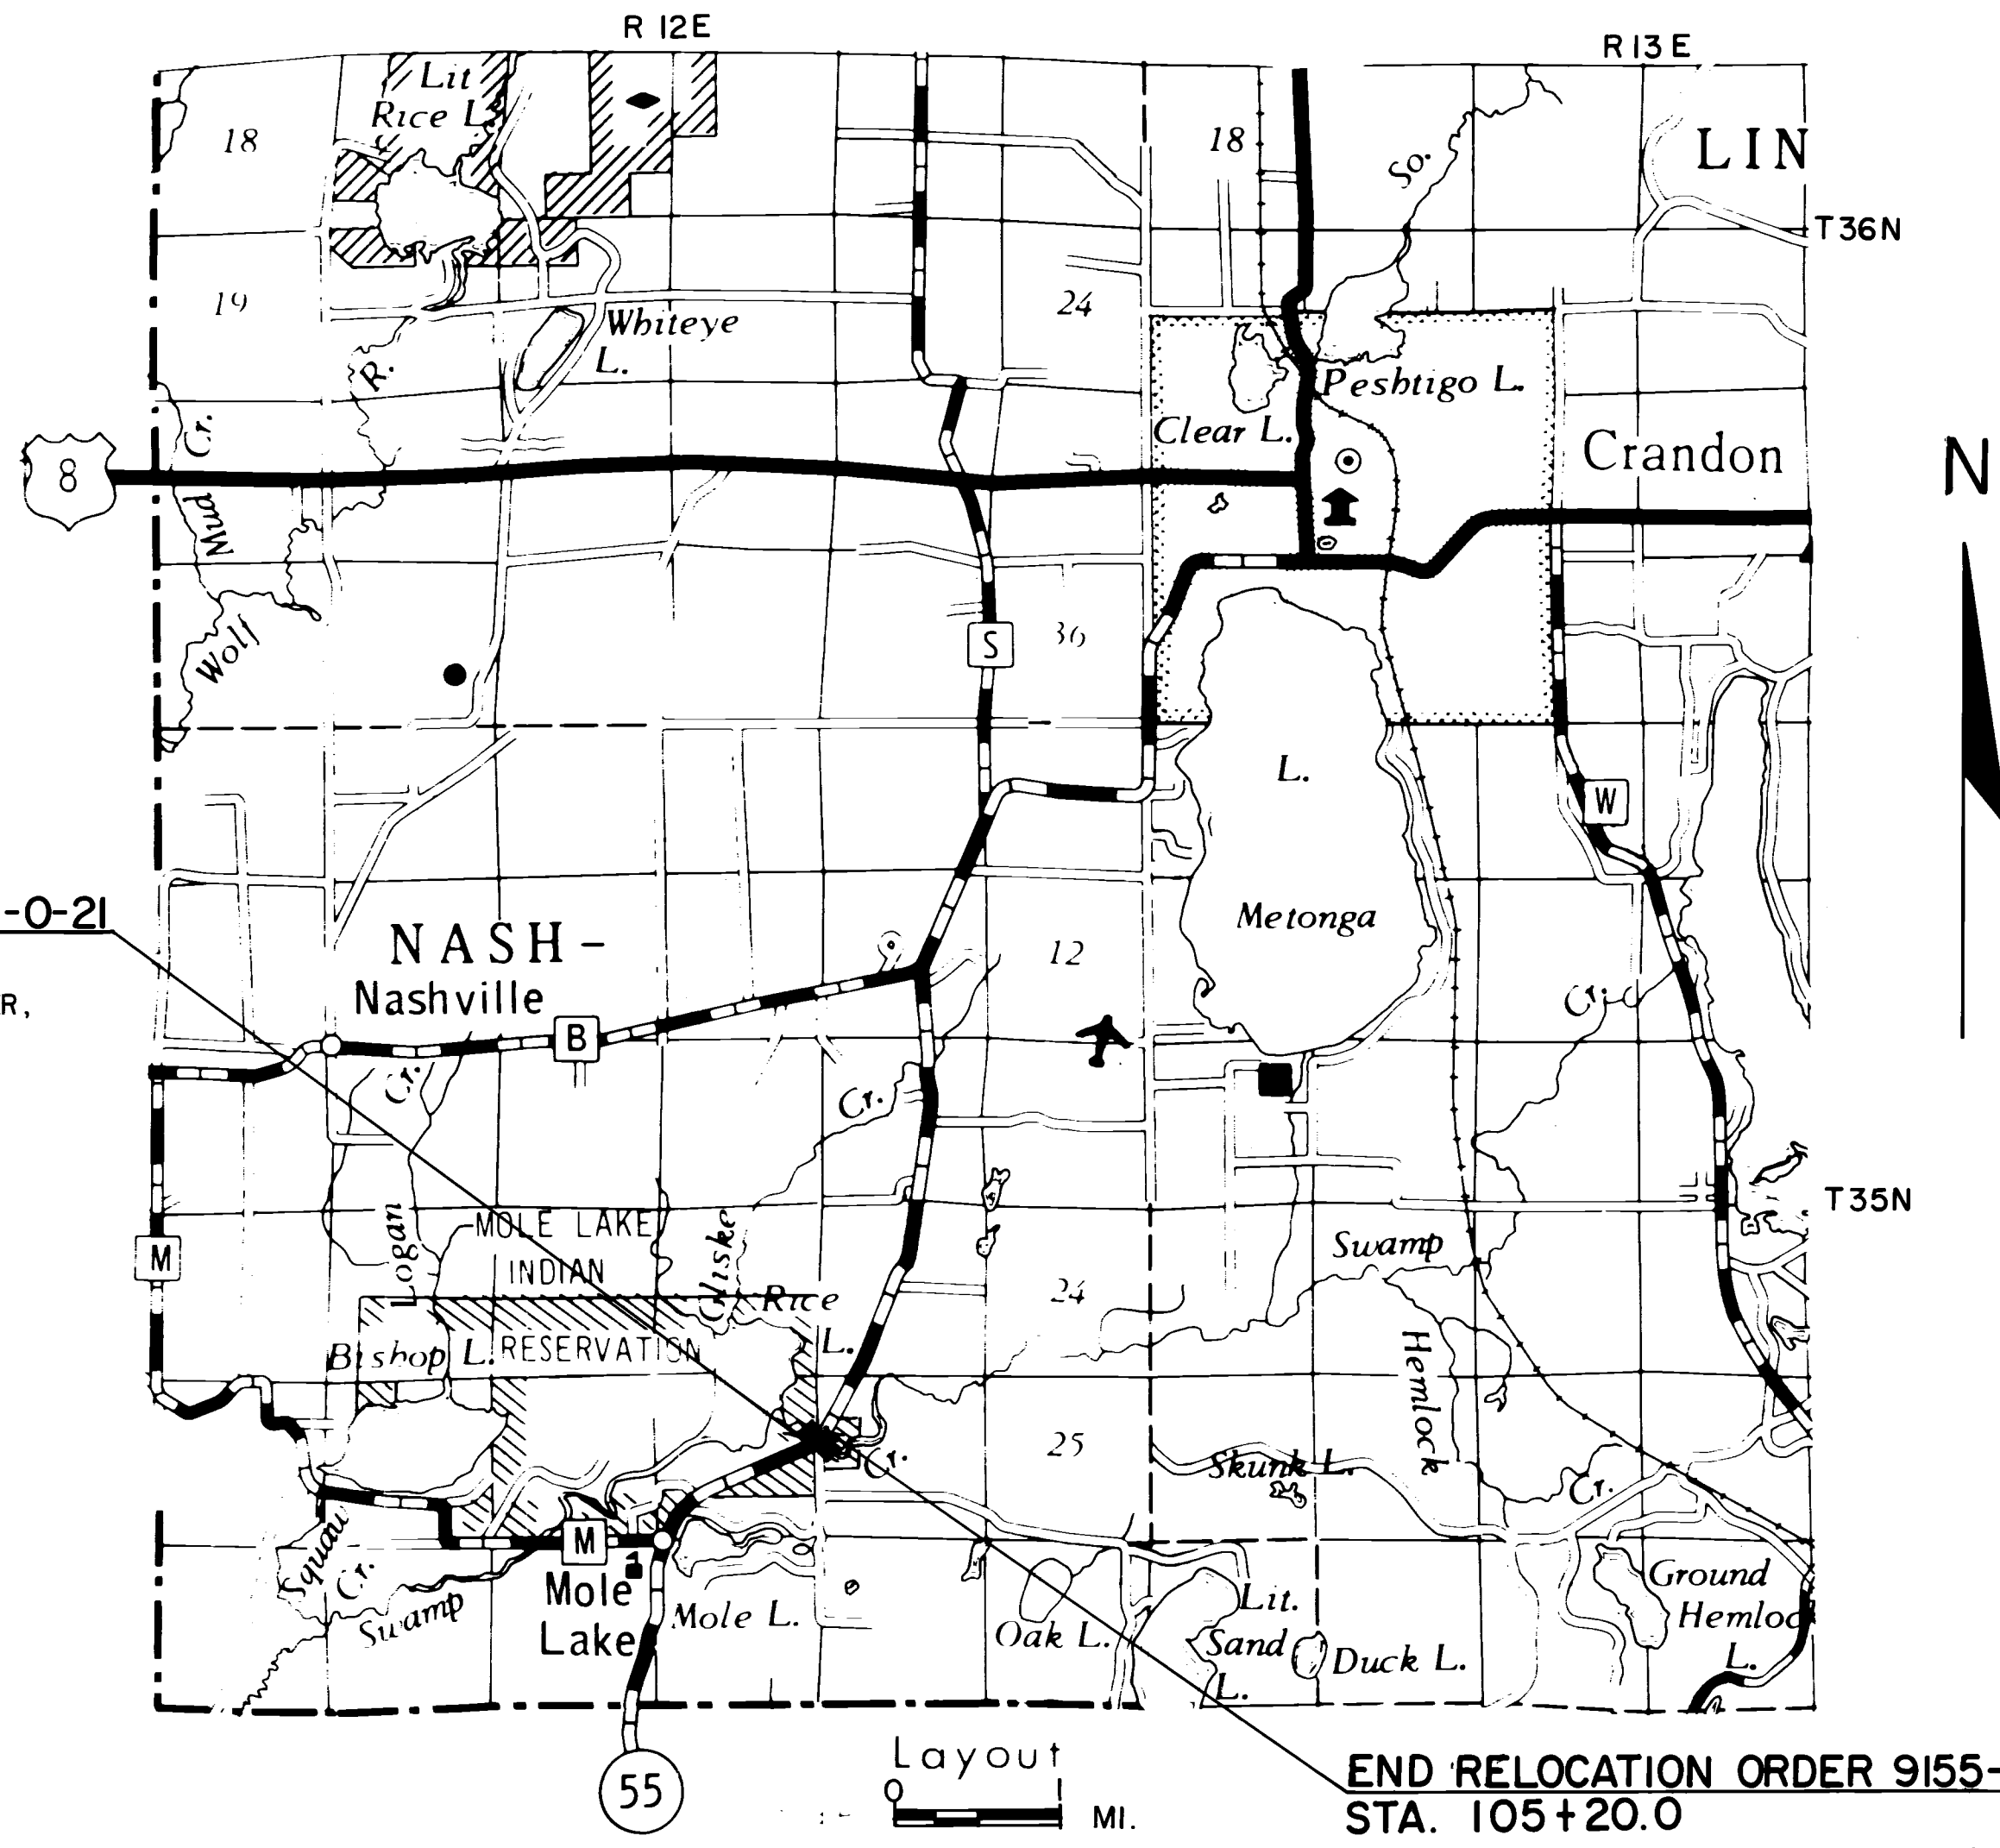 R 12E
R 13 E
Lit
Rice L.
18
18
So.
LIN
T36N
19
24
Whiteye
L.
R.
Peshtigo L.
Clear L.
Cr.
Mud
8
Crandon
N
Wolf
S
36
L.
W
-0-21
NASH-
Nashville
12
Metonga
R,
B
Cr.
Cr.
Cr.
T35N
Logan
MOLE LAKE
INDIAN
RESERVATION
Swamp
M
24
Rice
L.
Bishop L.
Hemlock
25
Cr.
Skunk L.
Cr.
Squaw
Cr.
Swamp
M
Mole
Lake
Mole L.
Oak L.
Lit.
Sand
L.
Duck L.
Ground
Hemloc
L.
55
Layout
0
1
MI.
END RELOCATION ORDER 9155-
STA. 105+20.0